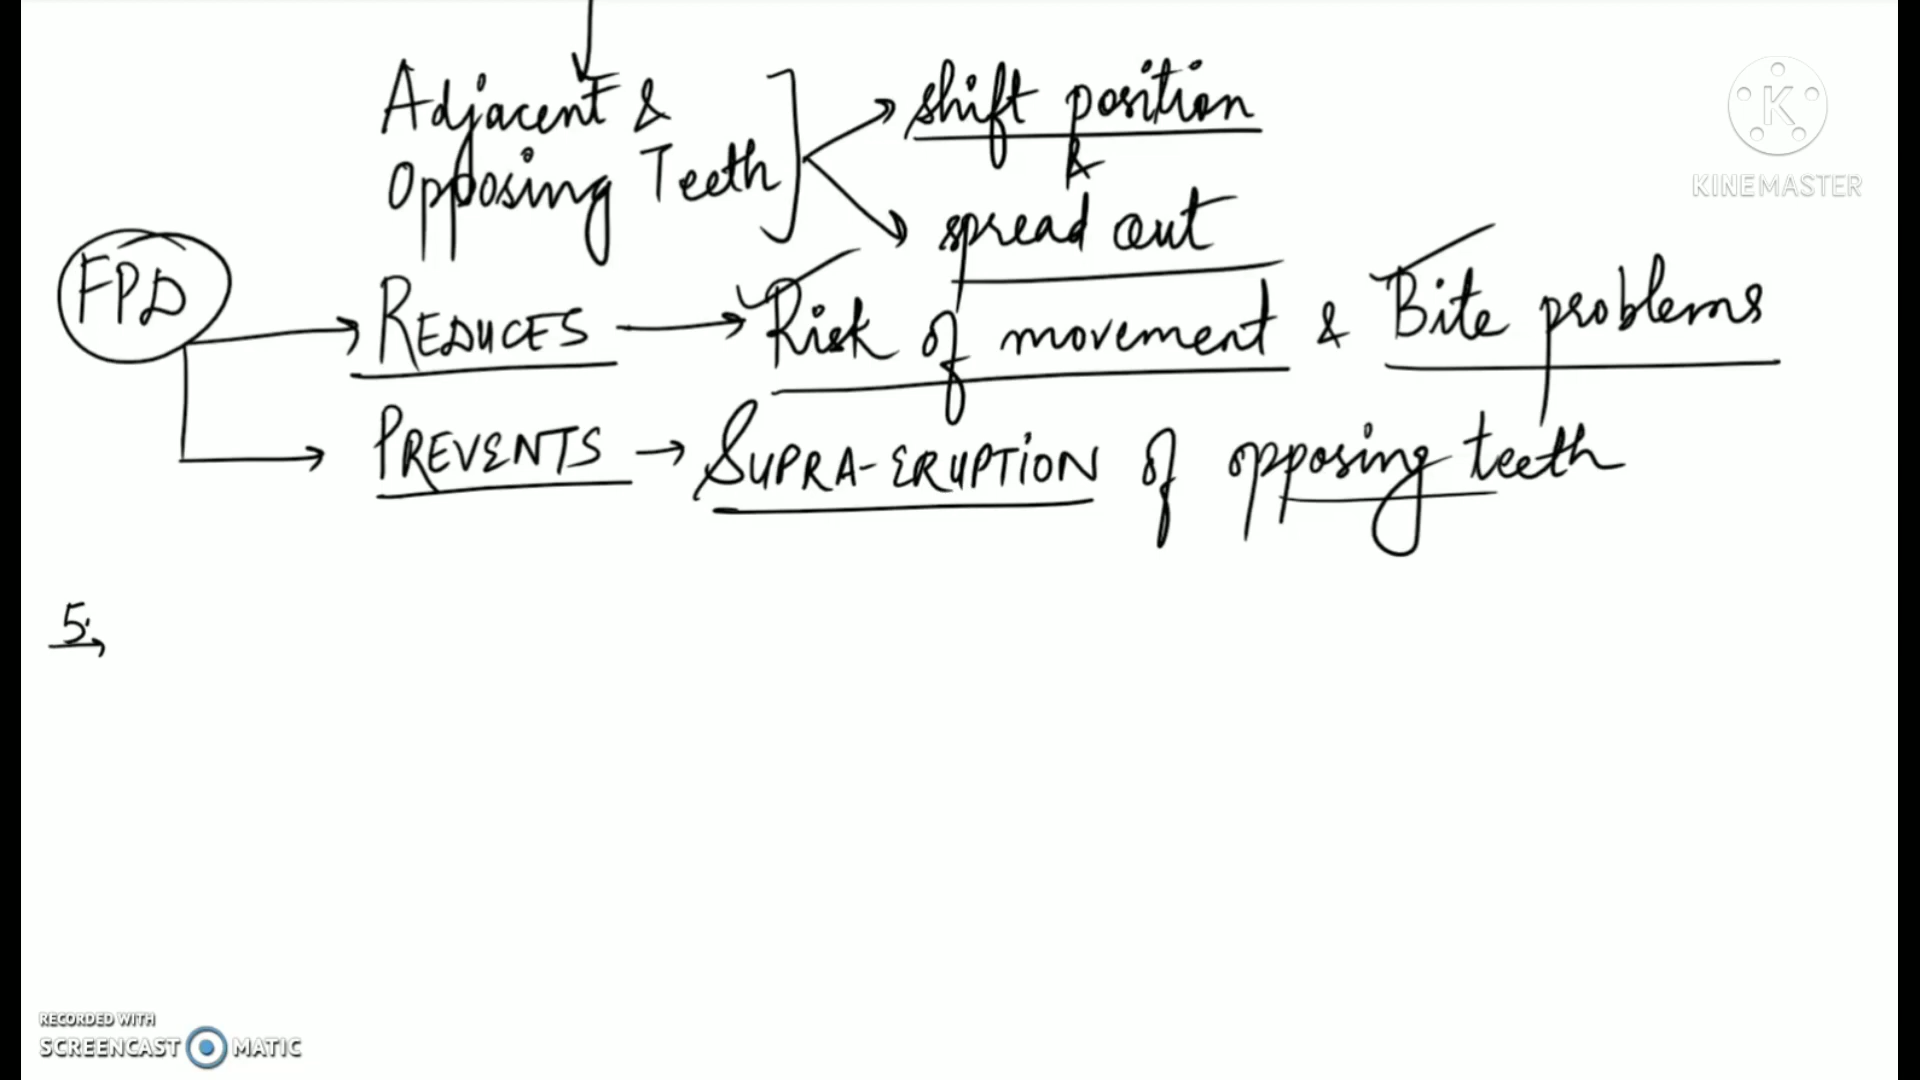 Adjacent & shift position
&
Opposing Teeth spread out
FPD
REDUCES → Risk of movement & Bite problems
PREVENTS → SUPRA-ERUPTION of opposing teeth
5.
K
KINEMASTER
RECORDED WITH
SCREENCAST MATIC